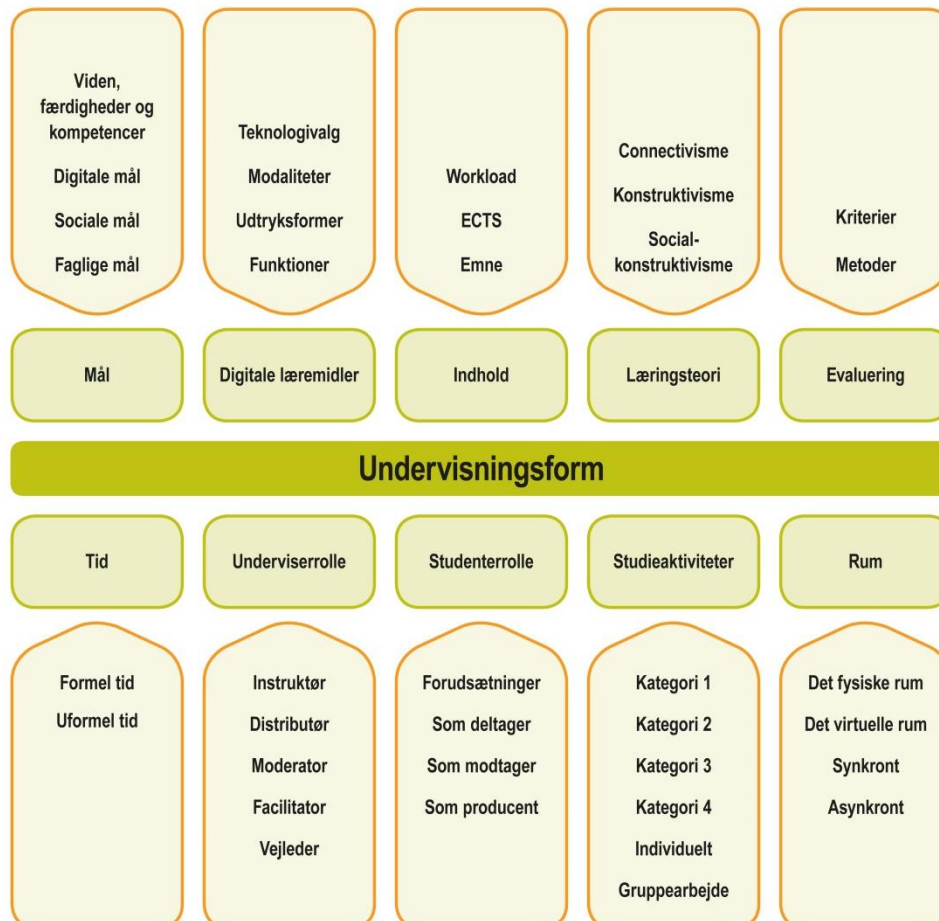 Viden,
færdigheder og
kompetencer
Digitale mål
Sociale mål
Faglige mål
Teknologivalg
Modaliteter
Udtryksformer
Funktioner
Workload
ECTS
Emne
Connectivisme
Konstruktivisme
Social-
konstruktivisme
Kriterier
Metoder
Mål
Digitale læremidler
Indhold
Læringsteori
Evaluering
Undervisningsform
Tid
Underviserrolle
Studenterrolle
Studieaktiviteter
Rum
Formel tid
Uformel tid
Instruktør
Distributør
Moderator
Facilitator
Vejleder
Forudsætninger
Som deltager
Som modtager
Som producent
Kategori 1
Kategori 2
Kategori 3
Kategori 4
Individuelt
Gruppearbejde
Det fysiske rum
Det virtuelle rum
Synkront
Asynkront